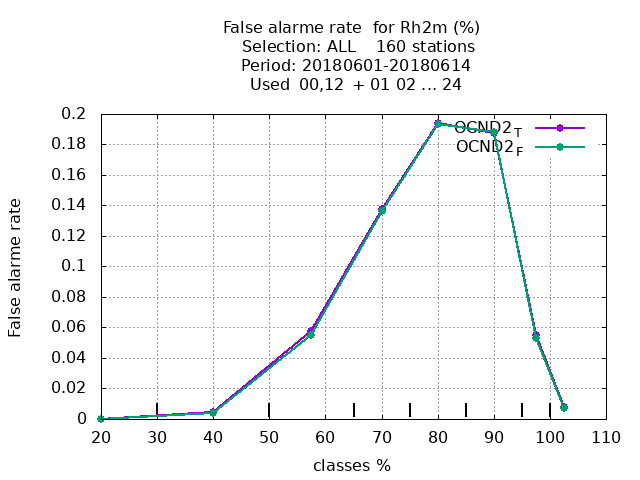 False alarme rate  for Rh2m (%)
Selection: ALL    160 stations
Period: 20180601-20180614
Used  00,12  + 01 02 ... 24
OCND2_T
OCND2_F
0.2
0.18
0.16
0.14
0.12
0.1
0.08
0.06
0.04
0.02
0
False alarme rate
20 30 40 50 60 70 80 90 100 110
classes %